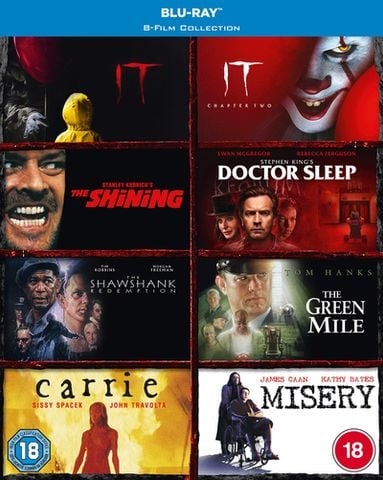 BLU-RAY™
8-FILM COLLECTION
IT
IT
CHAPTER TWO
STANLEY KUBRICK'S
THE SHINING
EWAN McGREGOR REBECCA FERGUSON
STEPHEN KING'S
DOCTOR SLEEP
TIM ROBBINS MORGAN FREEMAN
THE
SHAWSHANK
REDEMPTION
TOM HANKS
THE
GREEN
MILE
carrie
SISSY SPACEK JOHN TRAVOLTA
JAMES CAAN KATHY BATES
MISERY
18
18